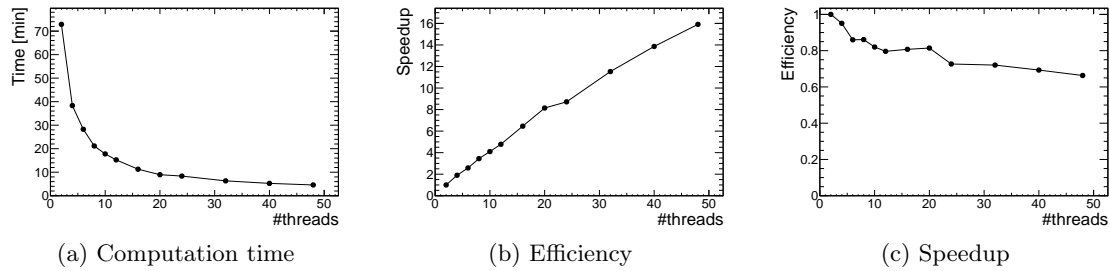 Time [min]
70
60
50
40
30
20
10
0
0 10 20 30 40 50
#threads
(a) Computation time
Speedup
16
14
12
10
8
6
4
2
0
0 10 20 30 40 50
#threads
(b) Efficiency
Efficiency
1
0.8
0.6
0.4
0.2
0
0 10 20 30 40 50
#threads
(c) Speedup